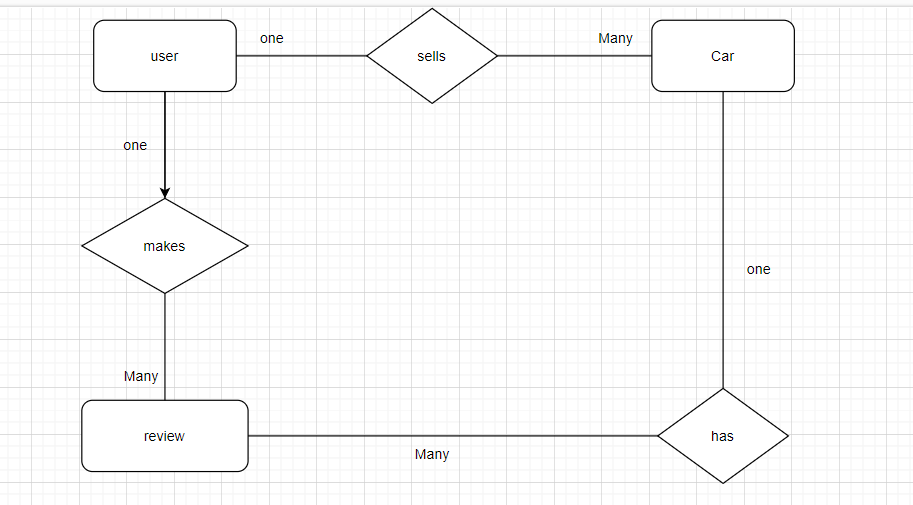 one
Many
user
sells
Car
one
makes
one
Many
review
has
Many